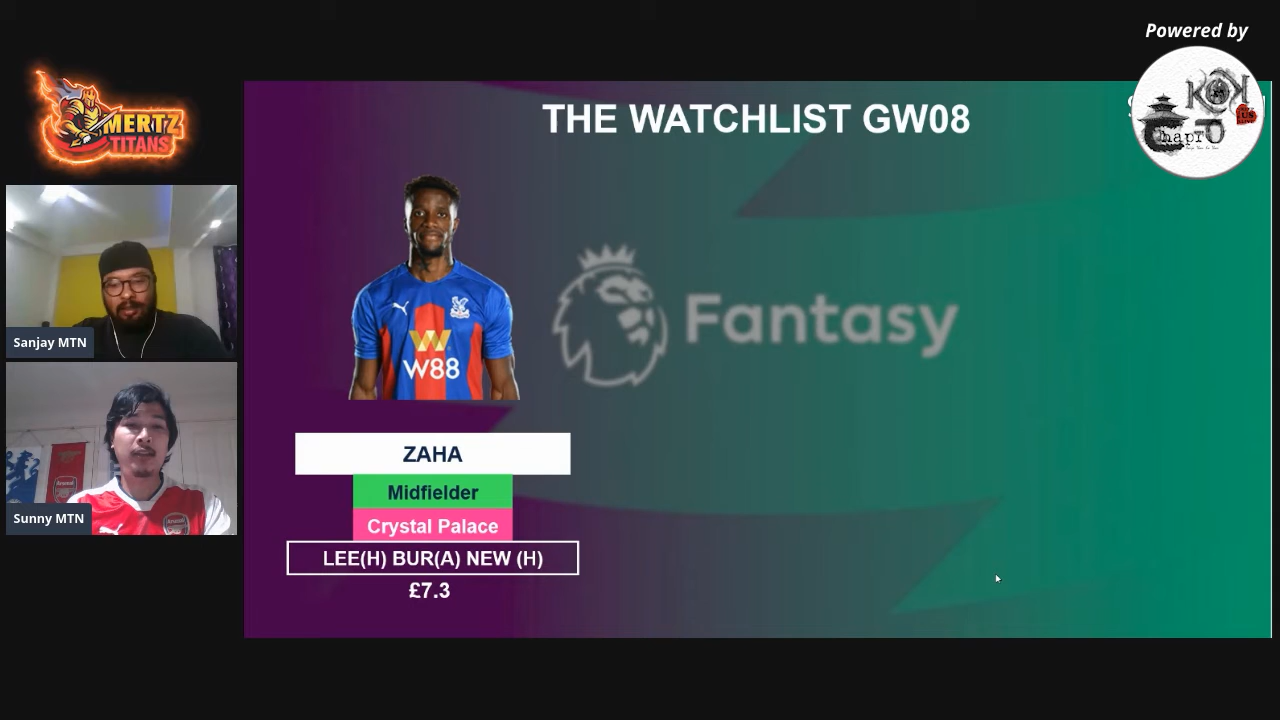 Powered by
MERTZ
TITANS
THE WATCHLIST GW08
Fantasy
W88
ZAHA
Midfielder
Crystal Palace
LEE(H) BUR(A) NEW (H)
£7.3
Sanjay MTN
Sunny MTN